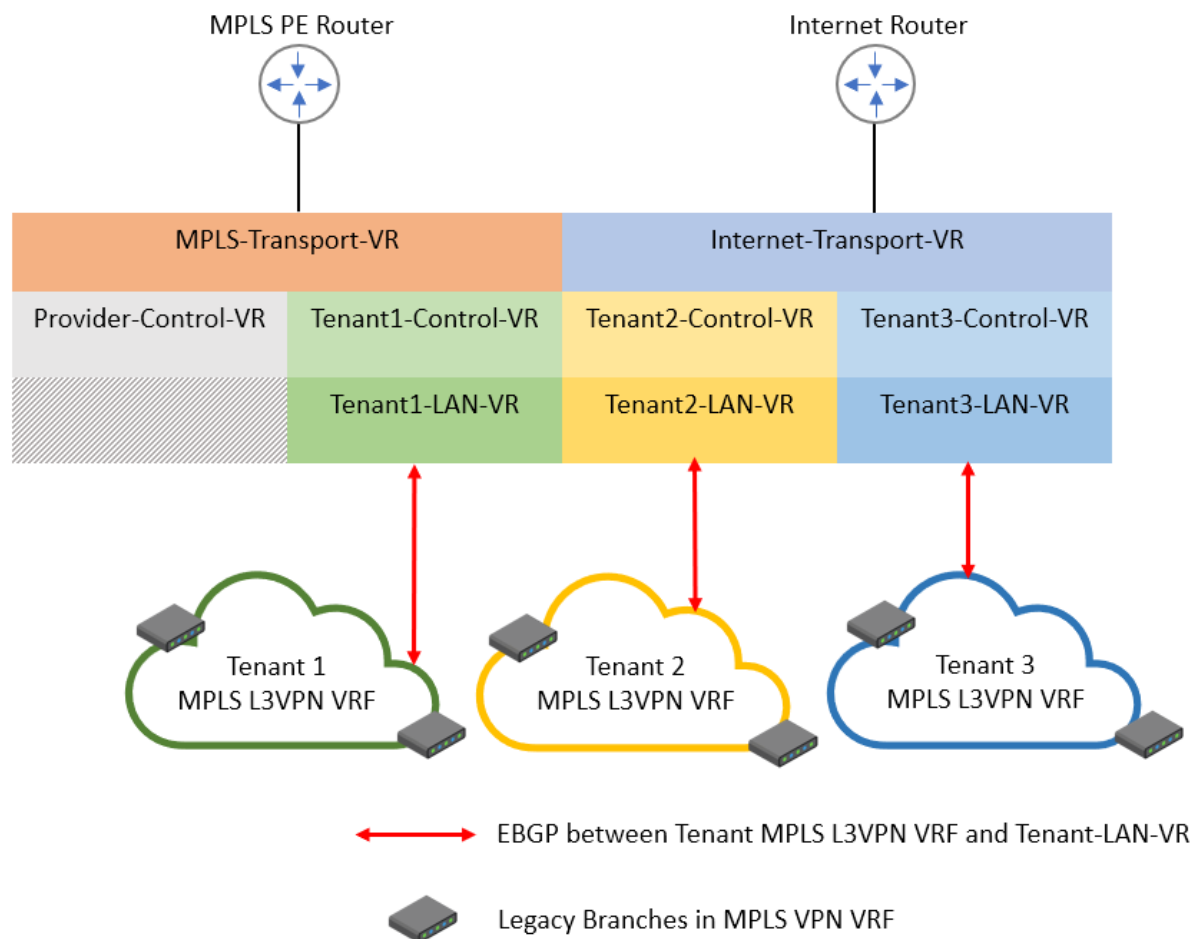 MPLS PE Router
Internet Router
MPLS-Transport-VR
Internet-Transport-VR
Provider-Control-VR
Tenant1-Control-VR
Tenant2-Control-VR
Tenant3-Control-VR
Tenant1-LAN-VR
Tenant2-LAN-VR
Tenant3-LAN-VR
Tenant 1
MPLS L3VPN VRF
Tenant 2
MPLS L3VPN VRF
Tenant 3
MPLS L3VPN VRF
EBGP between Tenant MPLS L3VPN VRF and Tenant-LAN-VR
Legacy Branches in MPLS VPN VRF